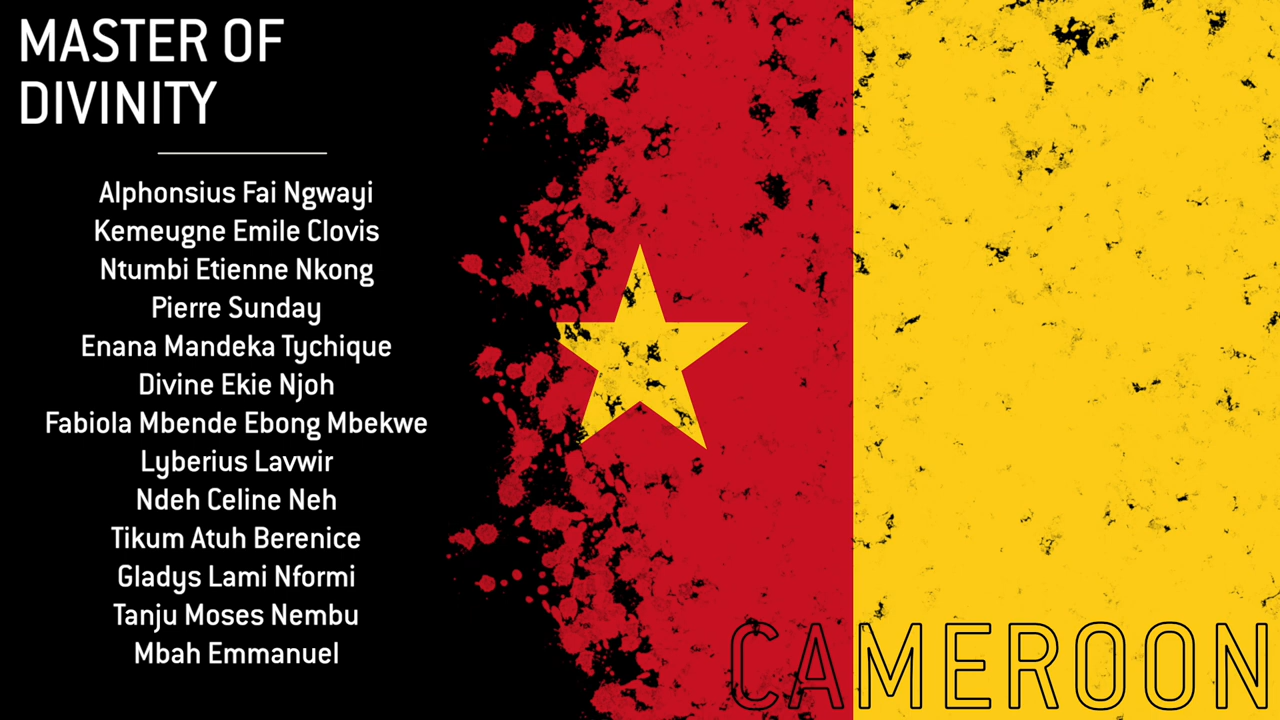 MASTER OF
DIVINITY
Alphonsius Fai Ngwayi
Kemeugne Emile Clovis
Ntumbi Etienne Nkong
Pierre Sunday
Enana Mandeka Tychique
Divine Ekie Njoh
Fabiola Mbende Ebong Mbekwe
Lyberius Lavwir
Ndeh Celine Neh
Tikum Atuh Berenice
Gladys Lami Nformi
Tanju Moses Nembu
Mbah Emmanuel
CAMEROON